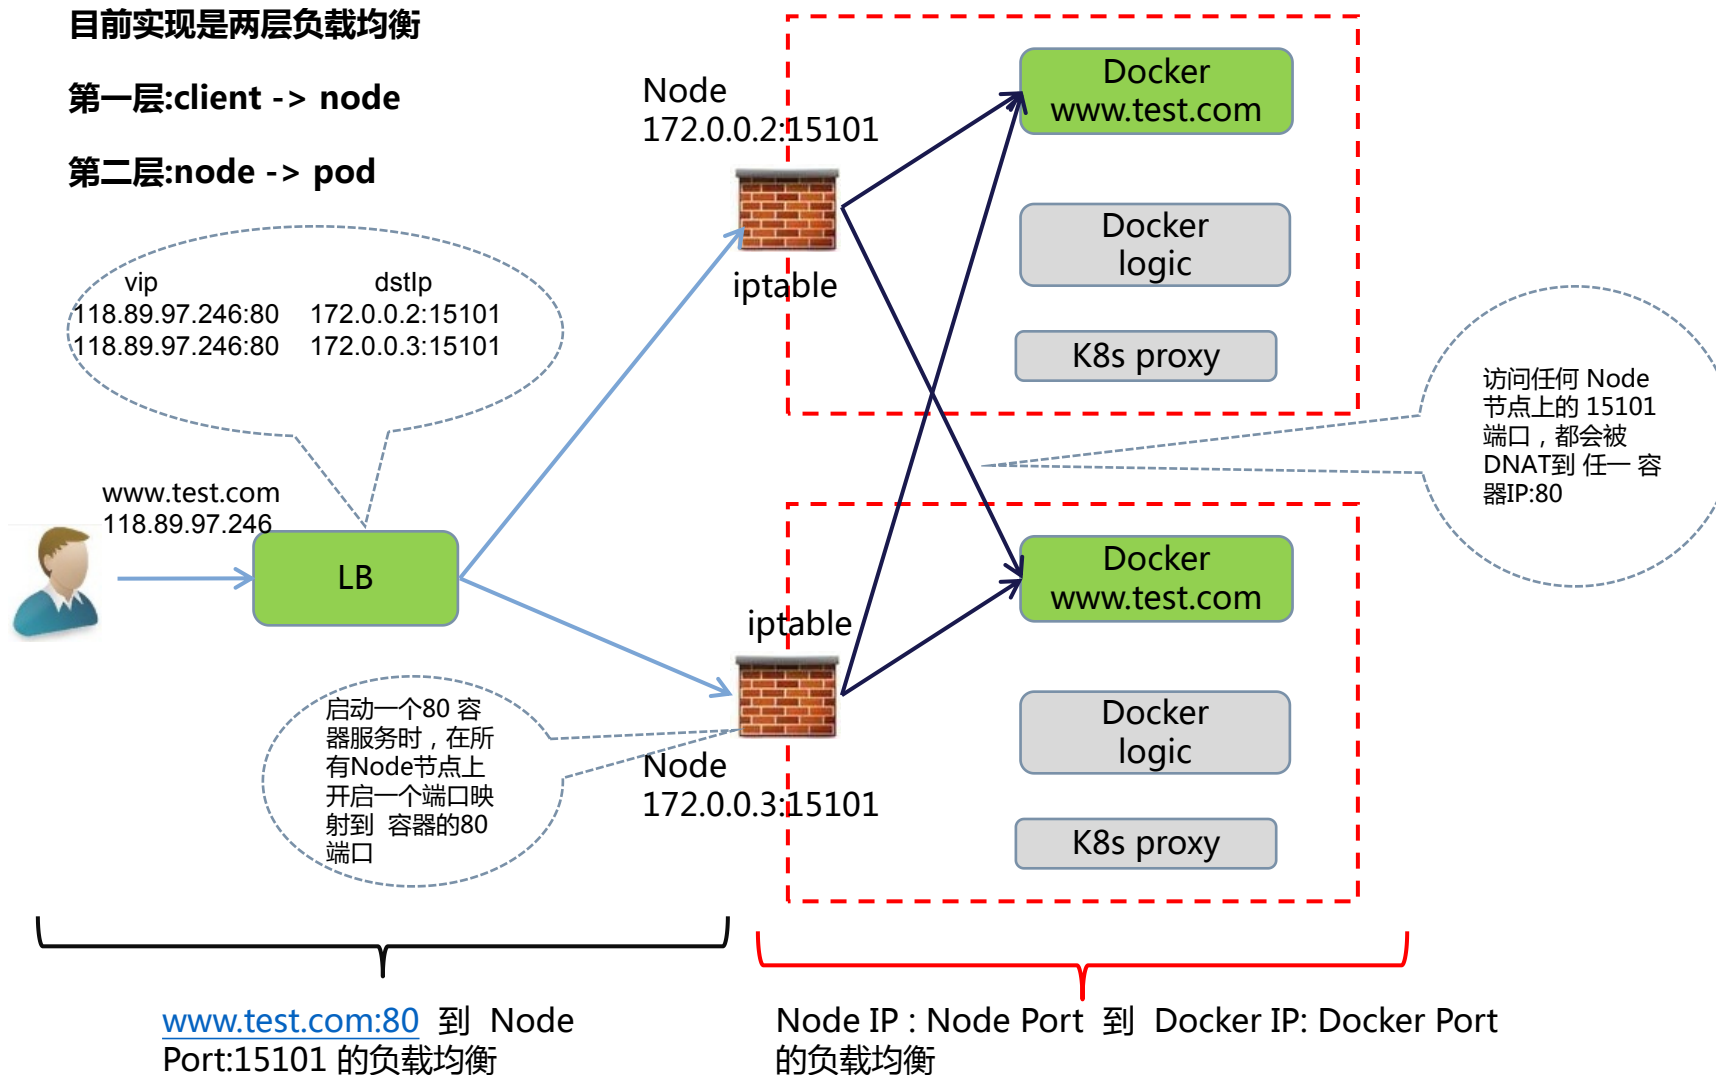 目前实现是两层负载均衡
第一层:client -> node
第二层:node -> pod
vip dstIp
118.89.97.246:80 172.0.0.2:15101
118.89.97.246:80 172.0.0.3:15101
www.test.com
118.89.97.246
LB
Node
172.0.0.2:15101
iptable
Docker
www.test.com
Docker
logic
K8s proxy
访问任何 Node
节点上的 15101
端口，都会被
DNAT到 任一 容
器IP:80
iptable
Node
172.0.0.3:15101
Docker
www.test.com
Docker
logic
K8s proxy
启动一个80 容
器服务时，在所
有Node节点上
开启一个端口映
射到 容器的80
端口
www.test.com:80 到 Node
Port:15101 的负载均衡
Node IP : Node Port 到 Docker IP: Docker Port
的负载均衡